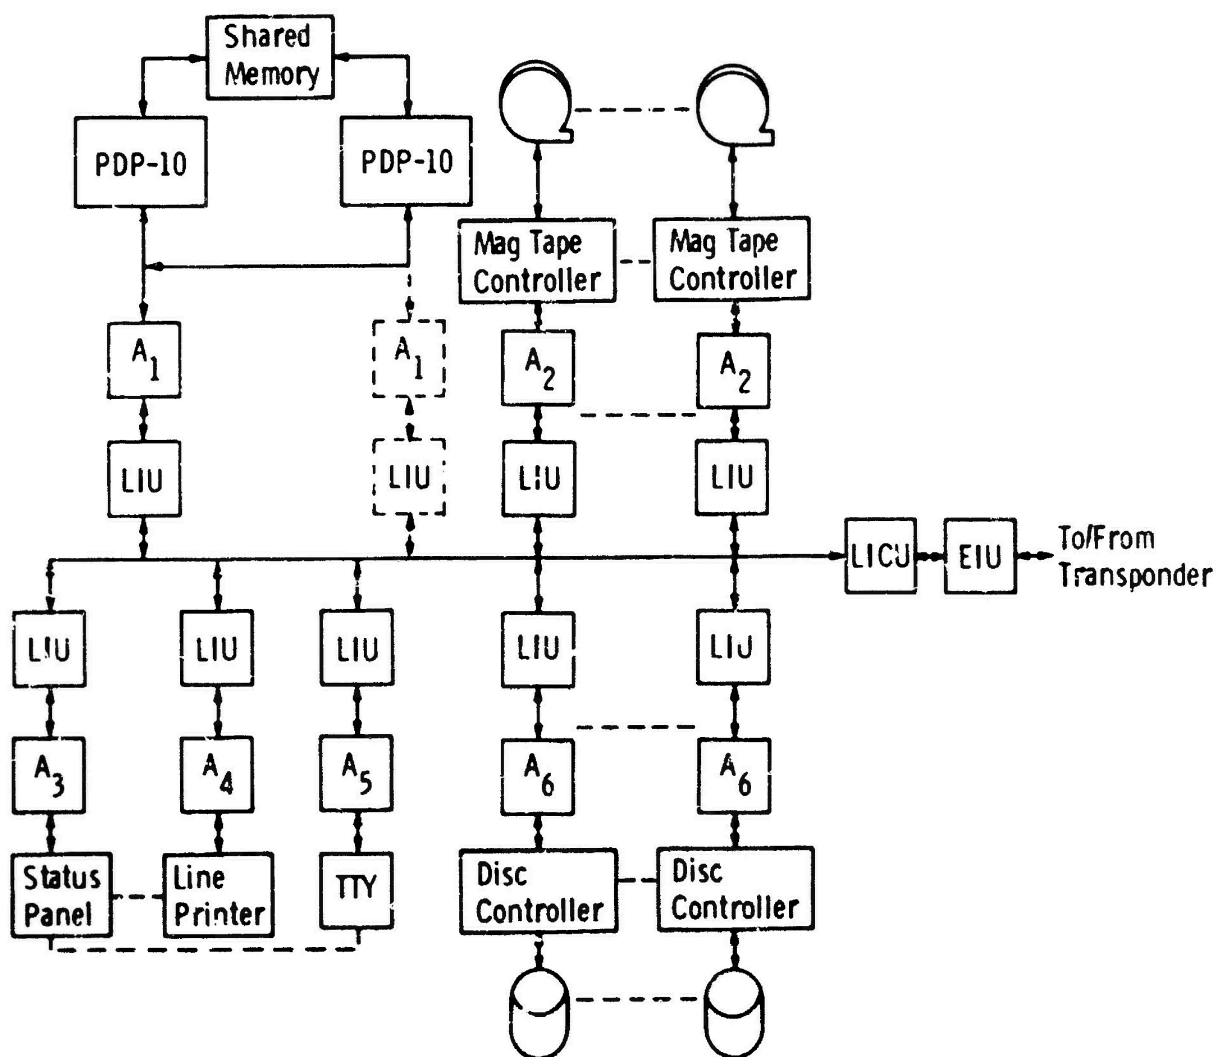 Shared
Memory
PDP-10
PDP-10
Mag Tape
Controller
Mag Tape
Controller
A1
A1
A2
A2
LIU
LIU
LIU
LIU
LICU
EIU
To/From
Transponder
LIU
LIU
LIU
LIU
LIU
A3
A4
A5
A6
A6
Status
Panel
Line
Printer
TTY
Disc
Controller
Disc
Controller